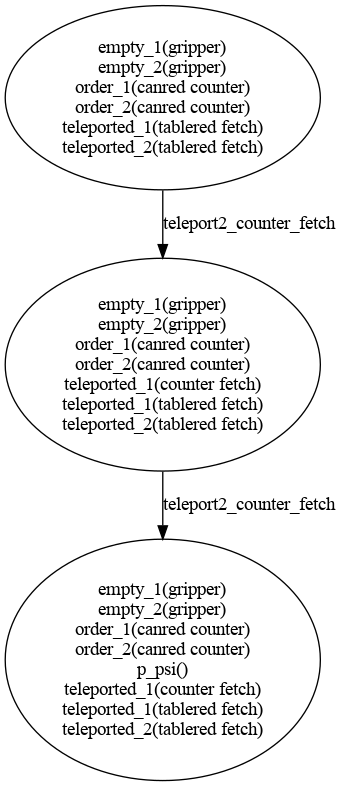 empty_1(gripper)
empty_2(gripper)
order_1(canred counter)
order_2(canred counter)
teleported_1(tablered fetch)
teleported_2(tablered fetch)
teleport2_counter_fetch
empty_1(gripper)
empty_2(gripper)
order_1(canred counter)
order_2(canred counter)
teleported_1(counter fetch)
teleported_1(tablered fetch)
teleported_2(tablered fetch)
teleport2_counter_fetch
empty_1(gripper)
empty_2(gripper)
order_1(canred counter)
order_2(canred counter)
p_psi()
teleported_1(counter fetch)
teleported_1(tablered fetch)
teleported_2(tablered fetch)